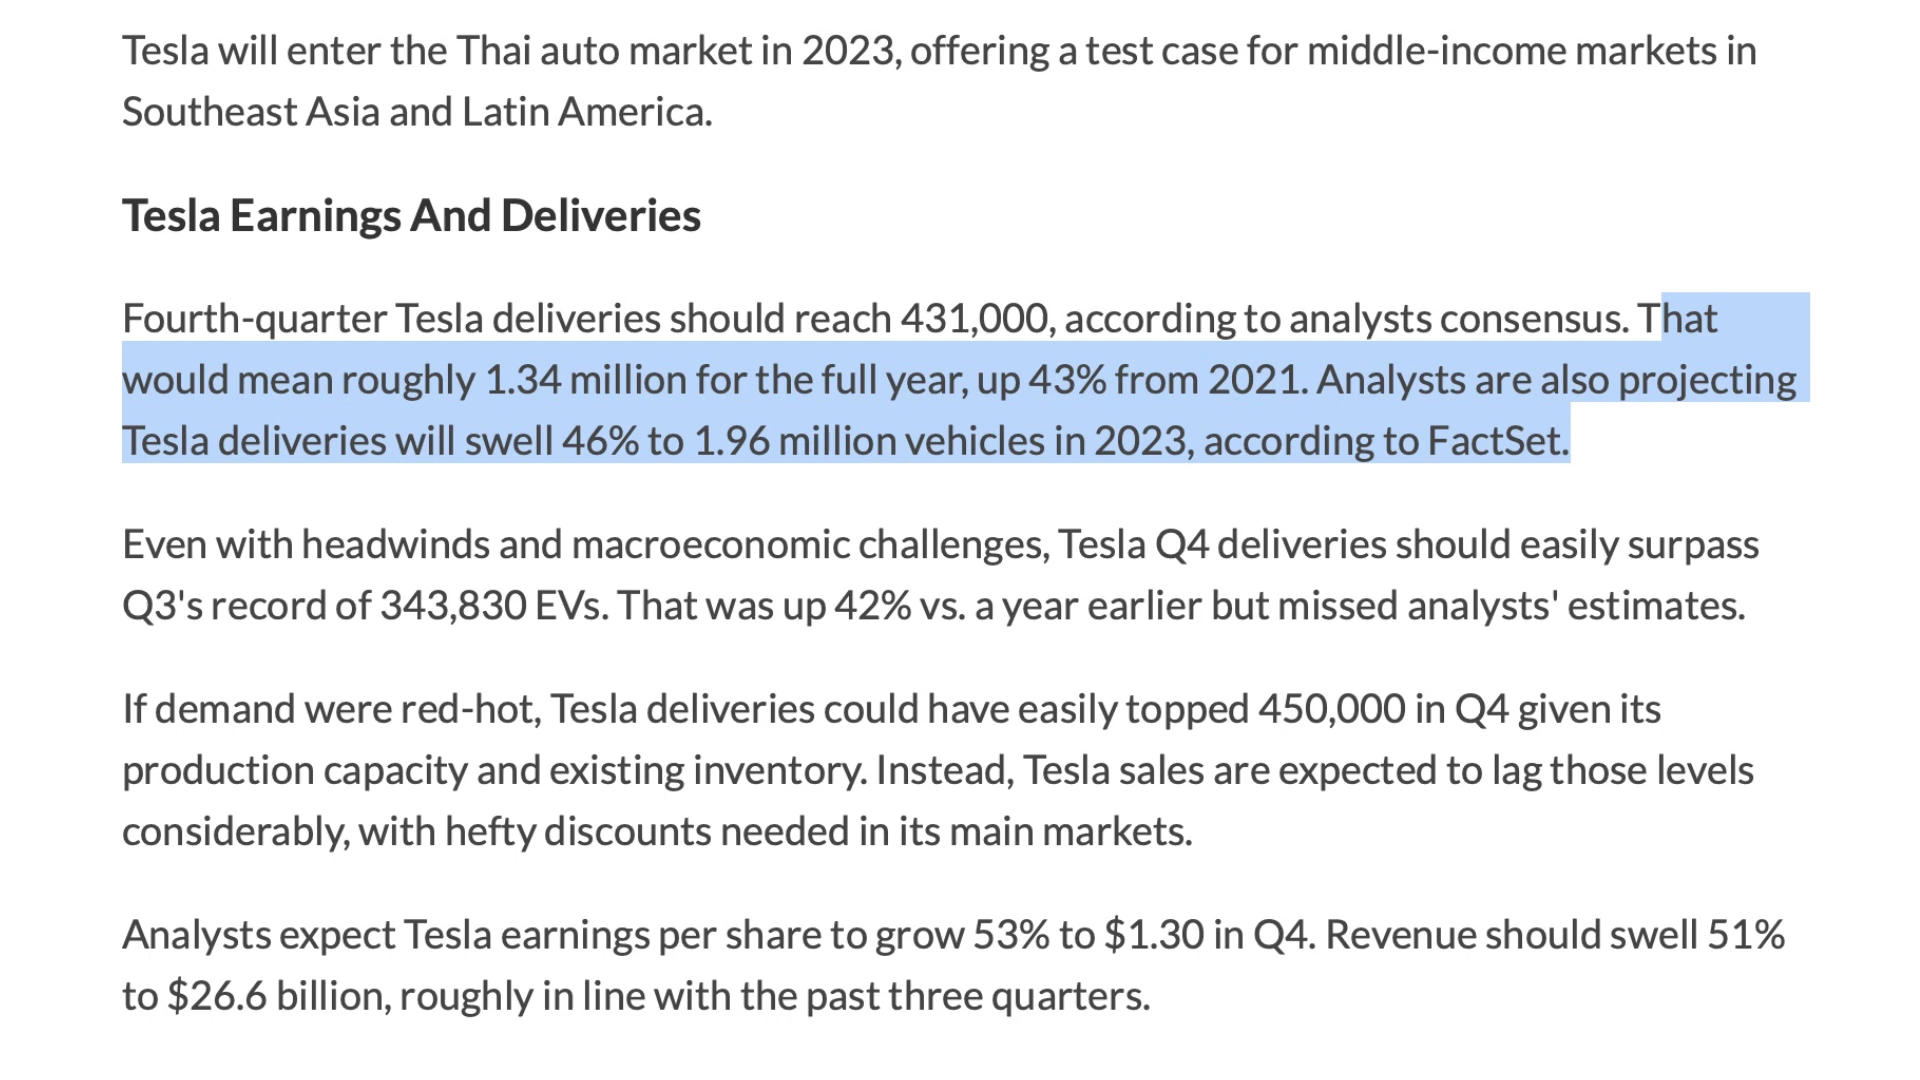 Tesla will enter the Thai auto market in 2023, offering a test case for middle-income markets in
Southeast Asia and Latin America.
Tesla Earnings And Deliveries
Fourth-quarter Tesla deliveries should reach 431,000, according to analysts consensus. That
would mean roughly 1.34 million for the full year, up 43% from 2021. Analysts are also projecting
Tesla deliveries will swell 46% to 1.96 million vehicles in 2023, according to FactSet.
Even with headwinds and macroeconomic challenges, Tesla Q4 deliveries should easily surpass
Q3's record of 343,830 EVs. That was up 42% vs. a year earlier but missed analysts' estimates.
If demand were red-hot, Tesla deliveries could have easily topped 450,000 in Q4 given its
production capacity and existing inventory. Instead, Tesla sales are expected to lag those levels
considerably, with hefty discounts needed in its main markets.
Analysts expect Tesla earnings per share to grow 53% to $1.30 in Q4. Revenue should swell 51%
to $26.6 billion, roughly in line with the past three quarters.